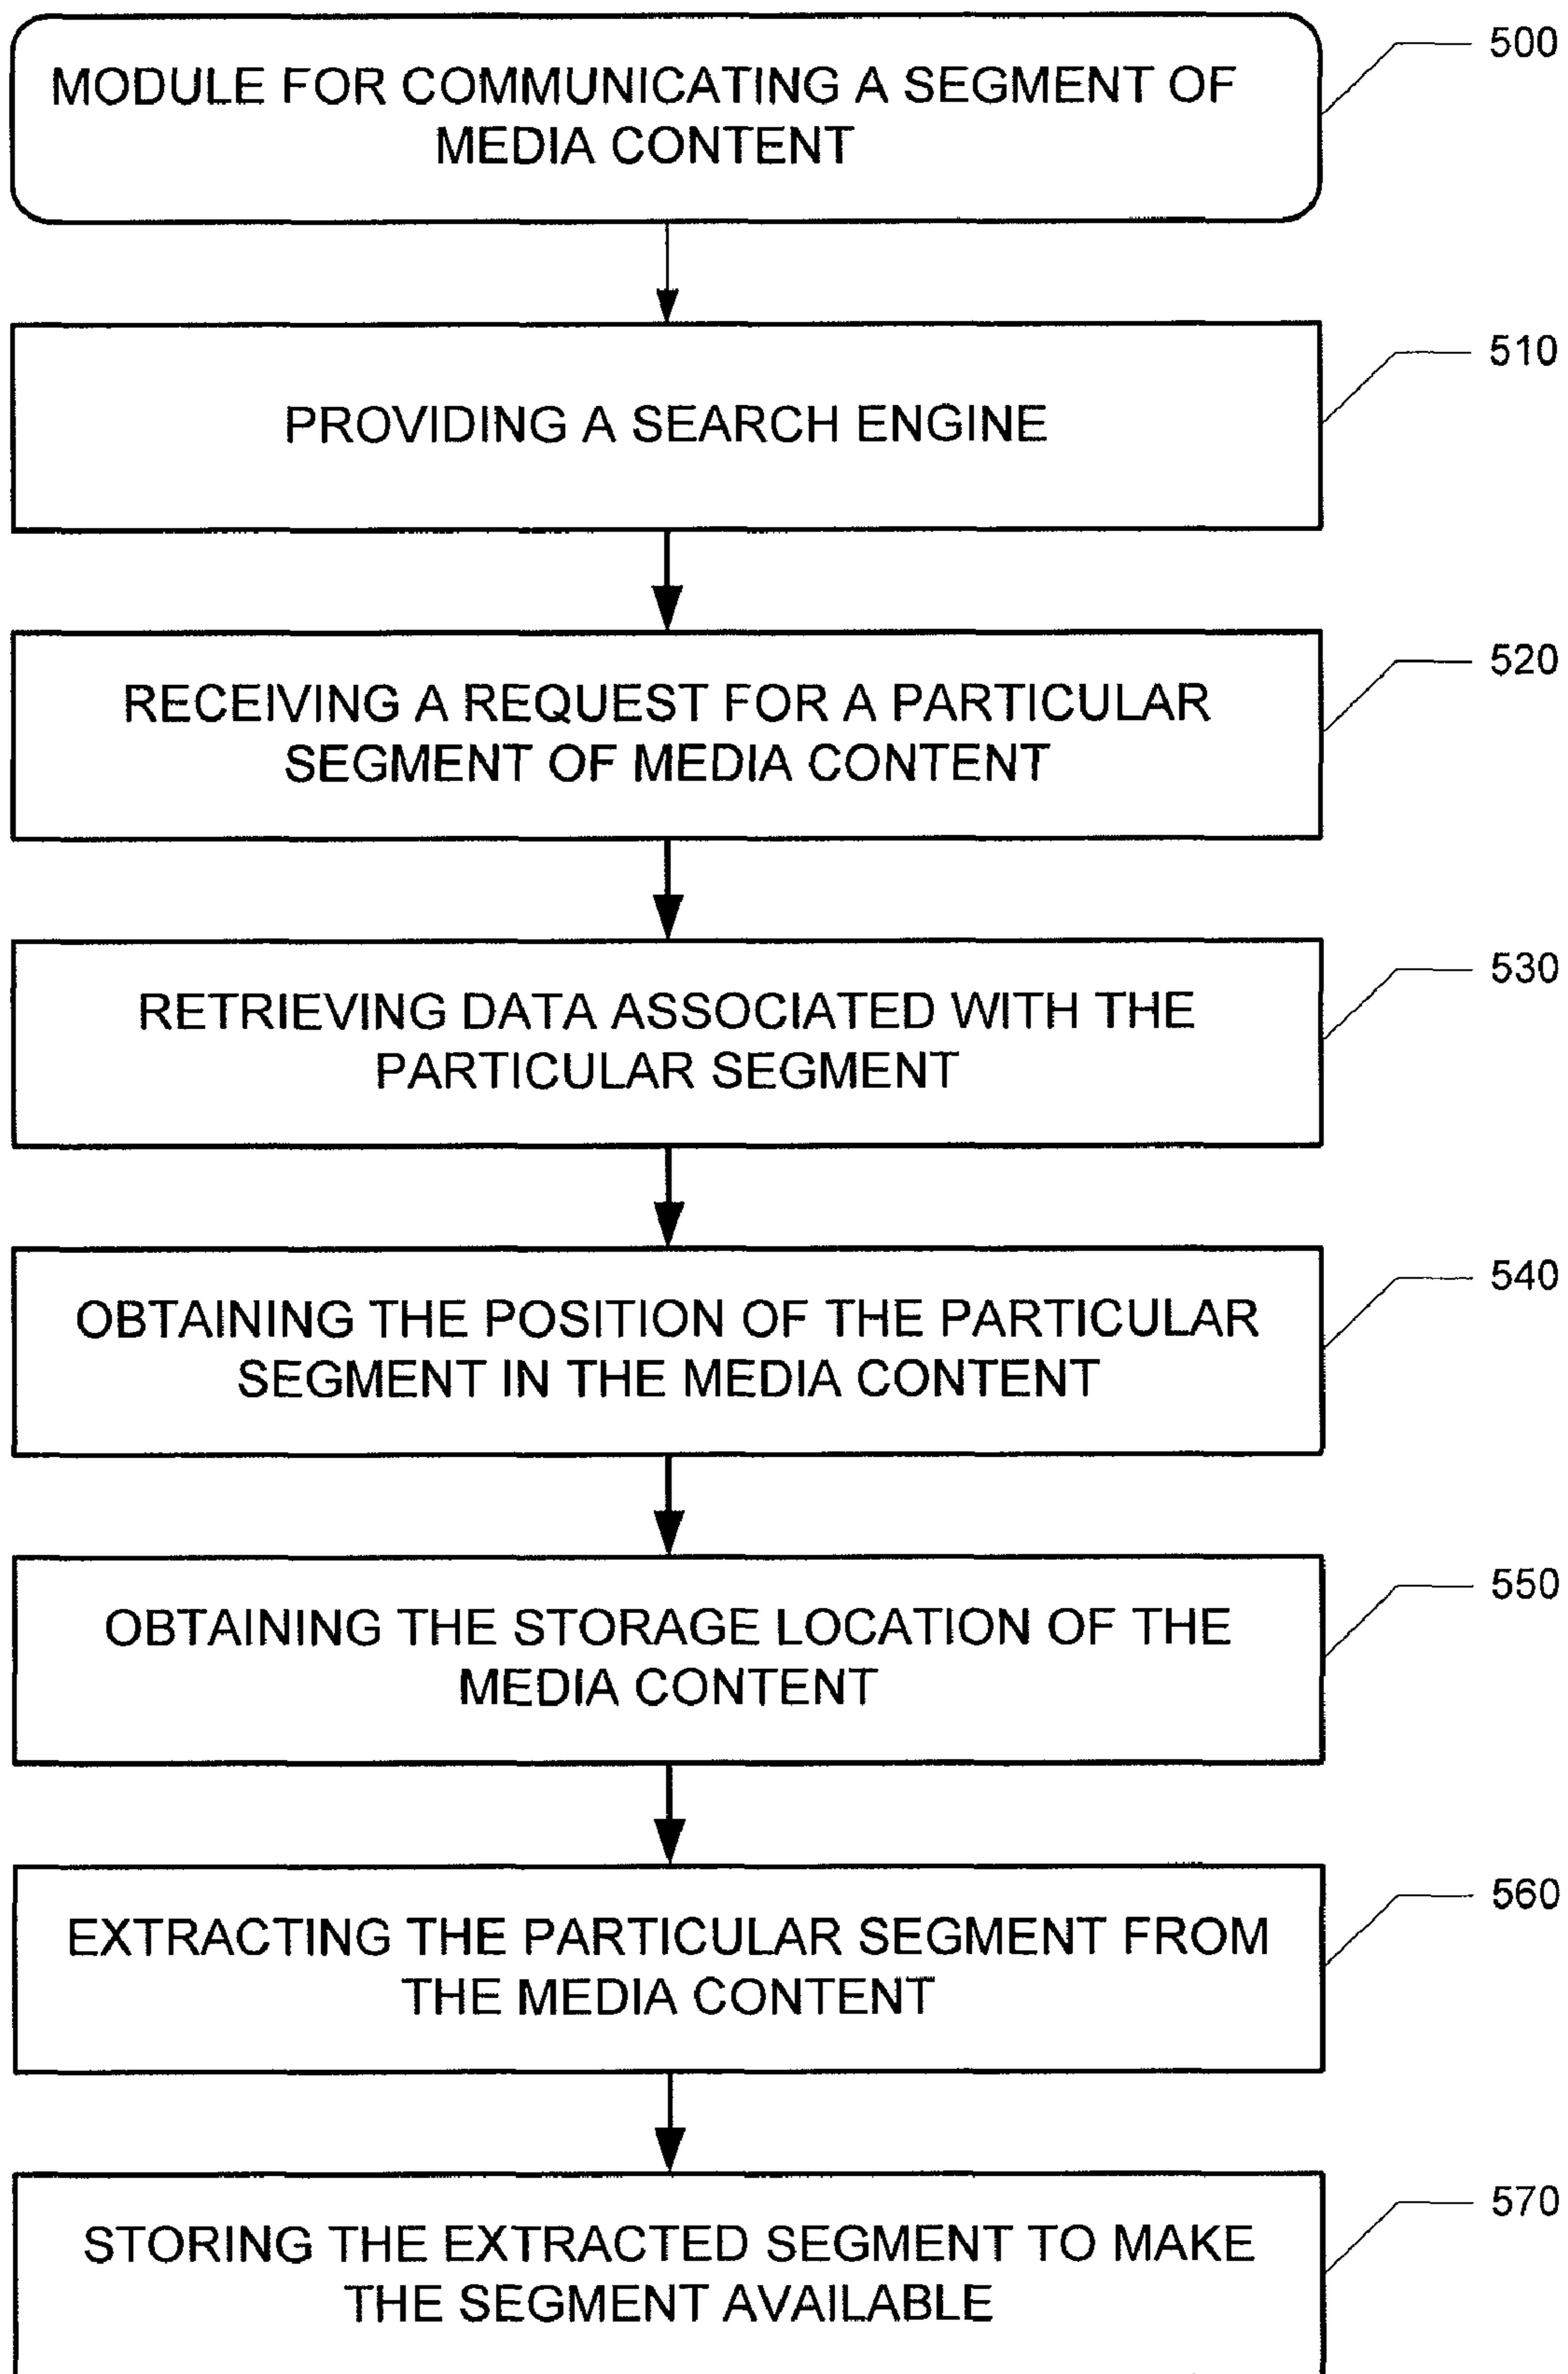 500
MODULE FOR COMMUNICATING A SEGMENT OF
MEDIA CONTENT
510
PROVIDING A SEARCH ENGINE
520
RECEIVING A REQUEST FOR A PARTICULAR
SEGMENT OF MEDIA CONTENT
530
RETRIEVING DATA ASSOCIATED WITH THE
PARTICULAR SEGMENT
540
OBTAINING THE POSITION OF THE PARTICULAR
SEGMENT IN THE MEDIA CONTENT
550
OBTAINING THE STORAGE LOCATION OF THE
MEDIA CONTENT
560
EXTRACTING THE PARTICULAR SEGMENT FROM
THE MEDIA CONTENT
570
STORING THE EXTRACTED SEGMENT TO MAKE
THE SEGMENT AVAILABLE